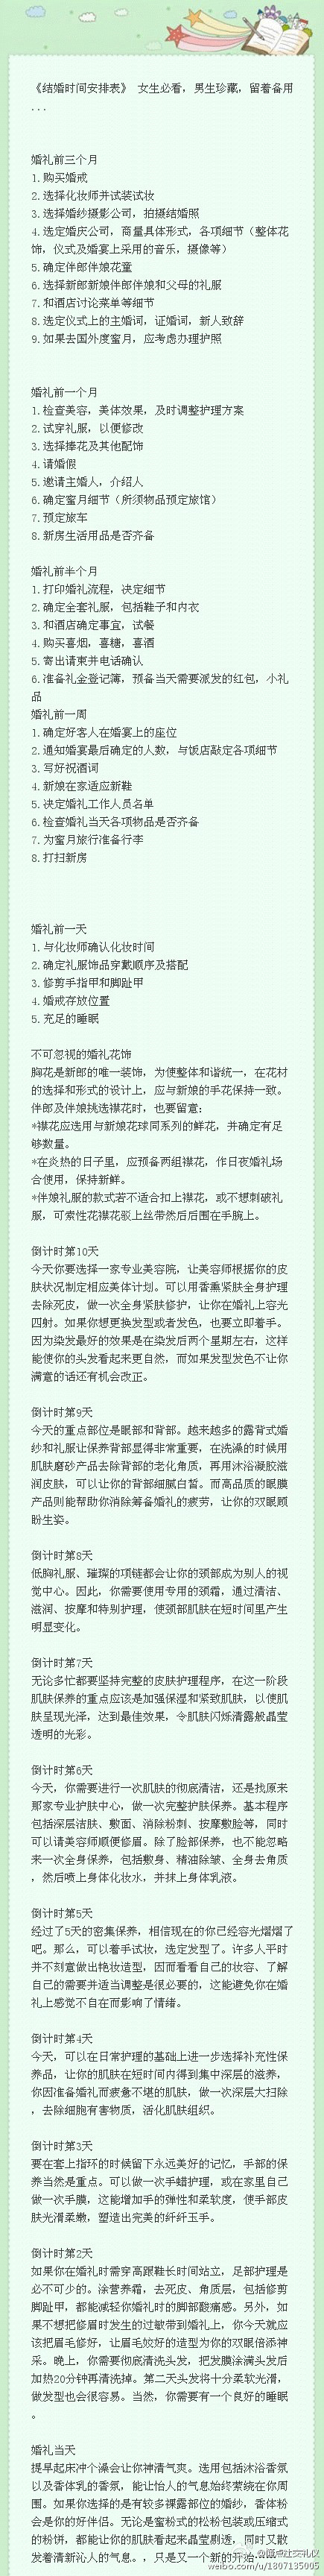 《结婚时间安排表》 女生必看，男生珍藏，留着备用
...
婚礼前三个月
1.购买婚戒
2.选择化妆师并试装试妆
3.选择婚纱摄影公司，拍摄结婚照
4.选定婚庆公司，商量具体形式，各项细节（整体花
饰，仪式及婚宴上采用的音乐，摄像等）
5.确定伴郎伴娘花童
6.选择新郎新娘伴郎伴娘和父母的礼服
7.和酒店讨论菜单等细节
8.选定仪式上的主婚词，证婚词，新人致辞
9.如果去国外度蜜月，应考虑办理护照
婚礼前一个月
1.检查美容，美体效果，及时调整护理方案
2.试穿礼服，以便修改
3.选择捧花及其他配饰
4.请婚假
5.邀请主婚人，介绍人
6.确定蜜月细节（所须物品预定旅馆）
7.预定旅车
8.新房生活用品是否齐备
婚礼前半个月
1.打印婚礼流程，决定细节
2.确定全套礼服，包括鞋子和内衣
3.和酒店确定事宜，试餐
4.购买喜烟，喜糖，喜酒
5.寄出请柬并电话确认
6.准备礼金登记簿，预备当天需要派发的红包，小礼
品
婚礼前一周
1.确定好客人在婚宴上的座位
2.通知婚宴最后确定的人数，与饭店敲定各项细节
3.写好祝酒词
4.新娘在家适应新鞋
5.决定婚礼工作人员名单
6.检查婚礼当天各项物品是否齐备
7.为蜜月旅行准备行李
8.打扫新房
婚礼前一天
1.与化妆师确认化妆时间
2.确定礼服饰品穿戴顺序及搭配
3.修剪手指甲和脚趾甲
4.婚戒存放位置
5.充足的睡眠
不可忽视的婚礼花饰
胸花是新郎的唯一装饰，为使整体和谐统一，在花材
的选择和形式的设计上，应与新娘的手花保持一致。
伴郎及伴娘挑选襟花时，也要留意：
*襟花应选用与新娘花球同系列的鲜花，并确定有足
够数量。
*在炎热的日子里，应预备两组襟花，作日夜婚礼场
合使用，保持新鲜。
*伴娘礼服的款式若不适合扣上襟花，或不想刺破礼
服，可索性花襟花驳上丝带然后后围在手腕上。
倒计时第10天
今天你要选择一家专业美容院，让美容师根据你的皮
肤状况制定相应美体计划。可以用香熏紧肤全身护理
去除死皮，做一次全身紧肤修护，让你在婚礼上容光
四射。如果你想更换发型或者发色，也要立即着手。
因为染发最好的效果是在染发后两个星期左右，这样
能使你的头发看起来更自然，而如果发型发色不让你
满意的话还有机会改正。
倒计时第9天
今天的重点部位是眼部和背部。越来越多的露背式婚
纱和礼服让保养背部显得非常重要，在洗澡的时候用
肌肤磨砂产品去除背部的老化角质，再用沐浴凝胶滋
润皮肤，可以让你的背部细腻白皙。而高品质的眼膜
产品则能帮助你消除筹备婚礼的疲劳，让你的双眼顾
盼生姿。
倒计时第8天
低胸礼服、璀璨的项链都会让你的颈部成为别人的视
觉中心。因此，你需要使用专用的颈霜，通过清洁、
滋润、按摩和特别护理，使颈部肌肤在短时间里产生
明显变化。
倒计时第7天
无论多忙都要坚持完整的皮肤护理程序，在这一阶段
肌肤保养的重点应该是加强保湿和紧致肌肤，以使肌
肤呈现光泽，达到最佳效果，令肌肤闪烁清露般晶莹
透明的光彩。
倒计时第6天
今天，你需要进行一次肌肤的彻底清洁，还是找原来
那家专业护肤中心，做一次完整护肤保养。基本程序
包括深层洁肤、敷面、消除粉刺、按摩敷脸等，同时
可以请美容师顺便修眉。除了脸部保养，也不能忽略
来一次全身保养，包括敷身、精油除皱、全身去角质
，然后喷上身体化妆水，并抹上身体乳液。
倒计时第5天
经过了5天的密集保养，相信现在的你已经容光熠熠了
吧。那么，可以着手试妆，选定发型了。许多人平时
并不刻意做出艳妆造型，因而看看自己的妆容、了解
自己的需要并适当调整是很必要的，这能避免你在婚
礼上感觉不自在而影响了情绪。
倒计时第4天
今天，可以在日常护理的基础上进一步选择补充性保
养品，让你的肌肤在短时间内得到集中深层的滋养，
你因准备婚礼而疲惫不堪的肌肤，做一次深层大扫除
，去除细胞有害物质，活化肌肤组织。
倒计时第3天
要在套上指环的时候留下永远美好的记忆，手部的保
养当然是重点。可以做一次手蜡护理，或在家里自己
做一次手膜，这能增加手的弹性和柔软度，使手部皮
肤光滑柔嫩，塑造出完美的纤纤玉手。
倒计时第2天
如果你在婚礼时需穿高跟鞋长时间站立，足部护理是
必不可少的。涂营养霜，去死皮、角质层，包括修剪
脚趾甲，都能减轻你婚礼时的脚部酸痛感。另外，如
果不想把修眉时发生的过敏带到婚礼上，你今天就应
该把眉毛修好，让眉毛姣好的造型为你的双眼倍添神
采。晚上，你需要彻底清洗头发，把发膜涂满头发后
加热20分钟再清洗掉。第二天头发将十分柔软光滑，
做发型也会很容易。当然，你需要有一个良好的睡眠
。
婚礼当天
提早起床冲个澡会让你神清气爽。选用包括沐浴香氛
以及香体乳的香氛，能让怡人的气息始终萦绕在你周
围。如果你选择的是有较多裸露部位的婚纱，香体粉
会是你的好伴侣。无论是蜜粉式的松粉包装或压缩式
的粉饼，都能让你的肌肤看起来晶莹剔透，同时又散
发着清新沁人的气息。，只是又一个新的开始
weibo.com/u/1807135005